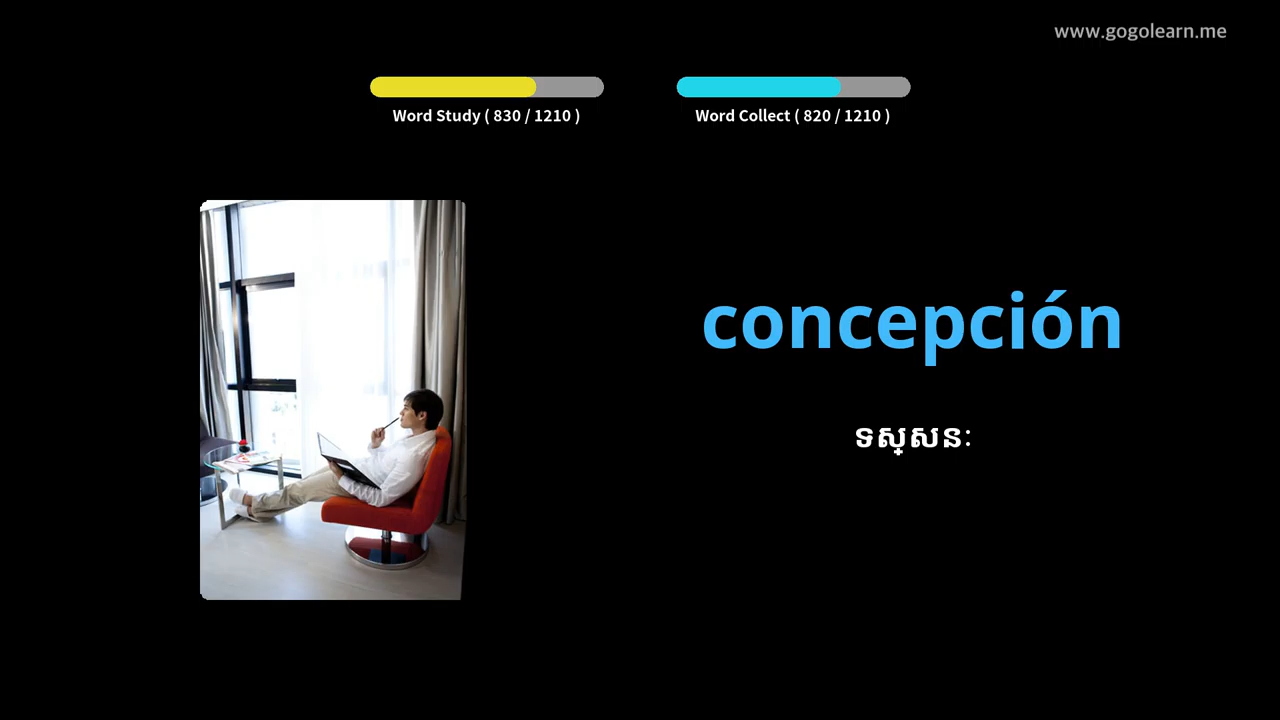 www.gogolearn.me
Word Study ( 830 / 1210 )
Word Collect ( 820 / 1210 )
concepción
ទស្សនៈ